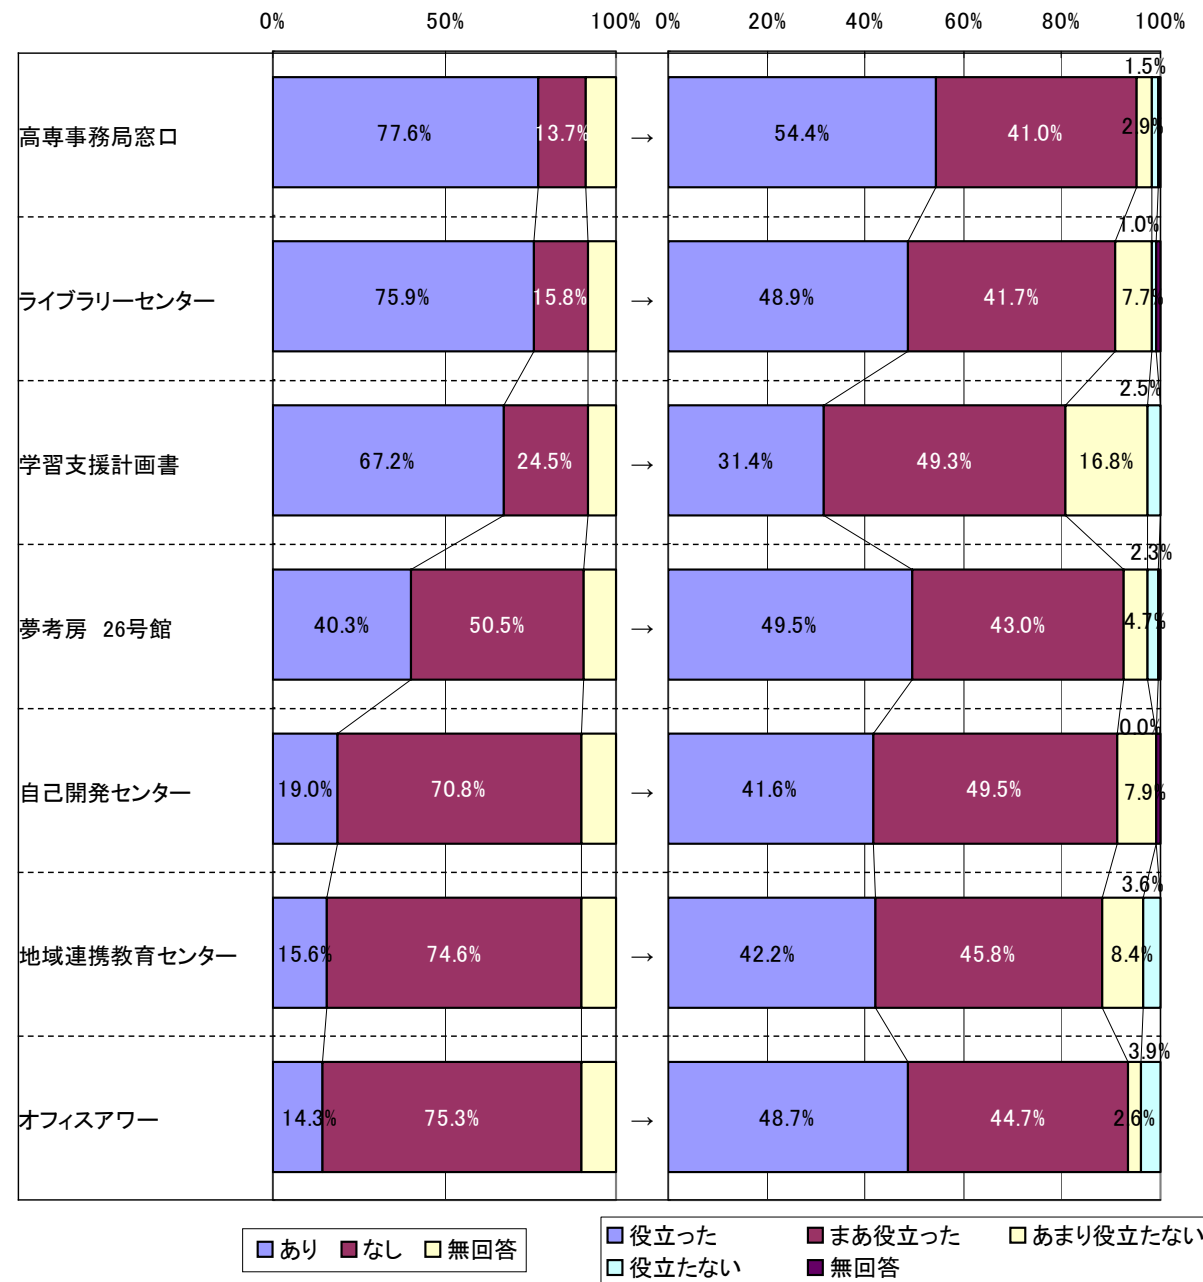 0% 50% 100% 0% 20% 40% 60% 80% 100%
1.5%
高専事務局窓口 77.6% 13.7% → 54.4% 41.0% 2.9%
1.0%
ライブラリーセンター 75.9% 15.8% → 48.9% 41.7% 7.7%
2.5%
学習支援計画書 67.2% 24.5% → 31.4% 49.3% 16.8%
2.3%
夢考房 26号館 40.3% 50.5% → 49.5% 43.0% 4.7%
0.0%
自己開発センター 19.0% 70.8% → 41.6% 49.5% 7.9%
3.6%
地域連携教育センター 15.6% 74.6% → 42.2% 45.8% 8.4%
3.9%
オフィスアワー 14.3% 75.3% → 48.7% 44.7% 2.6%
あり なし 無回答
役立った まあ役立った あまり役立たない
役立たない 無回答